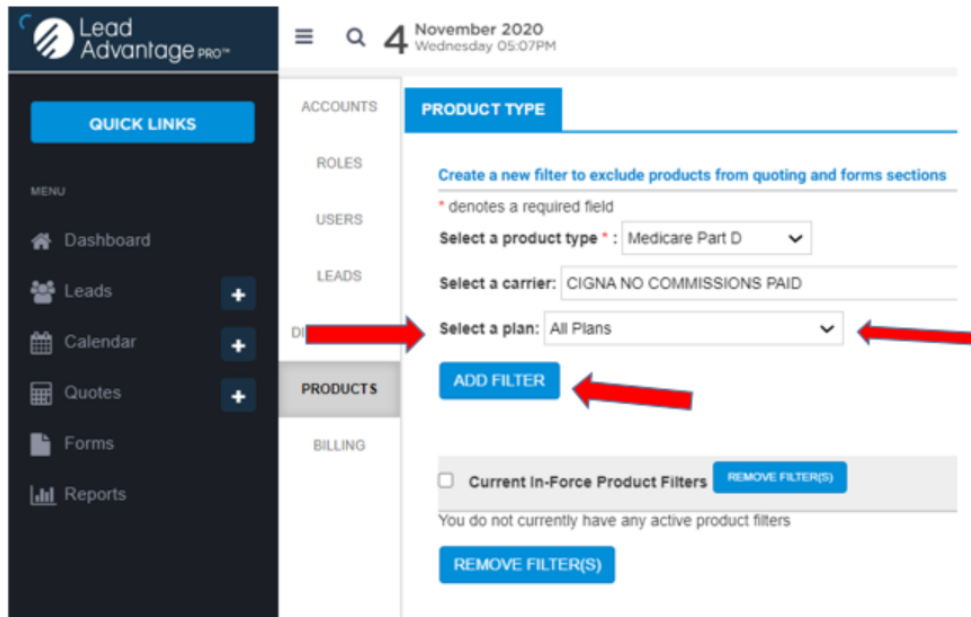 Lead
Advantage PRO™
4
November 2020
Wednesday 05:07PM
QUICK LINKS
MENU
Dashboard
Leads
+
Calendar
+
Quotes
+
Forms
Reports
ACCOUNTS
ROLES
USERS
LEADS
DI
PRODUCTS
BILLING
PRODUCT TYPE
Create a new filter to exclude products from quoting and forms sections
* denotes a required field
Select a product type * : Medicare Part D
Select a carrier: CIGNA NO COMMISSIONS PAID
Select a plan: All Plans
ADD FILTER
Current In-Force Product Filters REMOVE FILTER(S)
You do not currently have any active product filters
REMOVE FILTER(S)